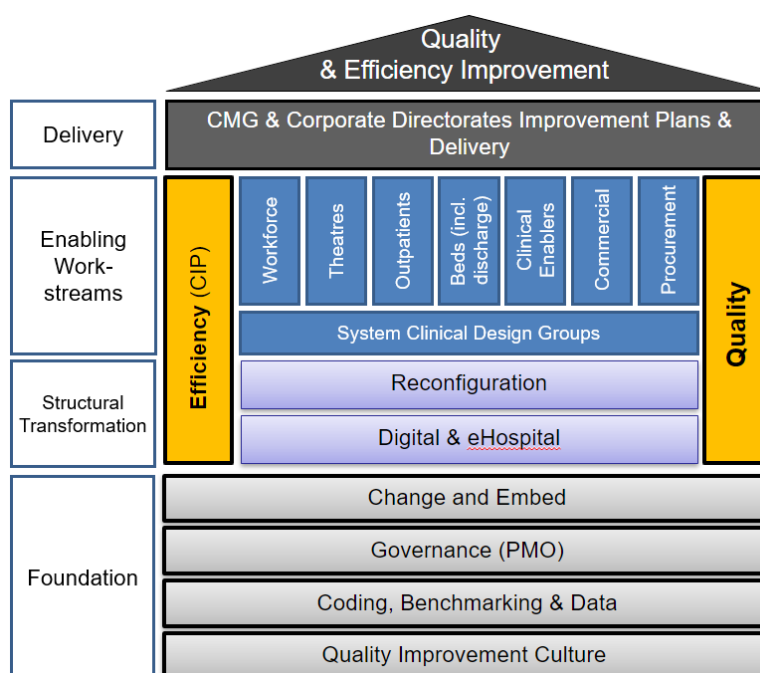 Quality
& Efficiency Improvement
Delivery
CMG & Corporate Directorates Improvement Plans &
Delivery
Enabling
Work-
streams
Efficiency (CIP)
Workforce
Theatres
Outpatients
Beds (incl.
discharge)
Clinical
Enablers
Commercial
Procurement
Quality
System Clinical Design Groups
Structural
Transformation
Reconfiguration
Digital & eHospital
Foundation
Change and Embed
Governance (PMO)
Coding, Benchmarking & Data
Quality Improvement Culture